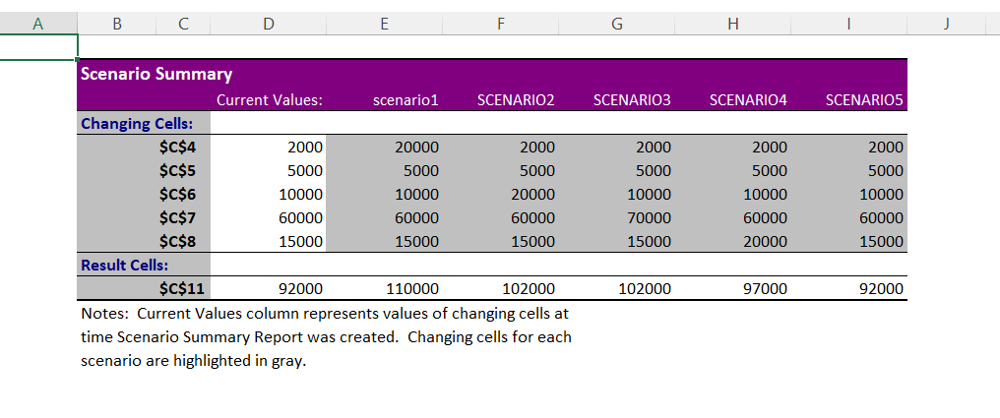 A B C D E F G H I J
Scenario Summary
Current Values: scenario1 SCENARIO2 SCENARIO3 SCENARIO4 SCENARIO5
Changing Cells:
$C$4 2000 20000 2000 2000 2000 2000
$C$5 5000 5000 5000 5000 5000 5000
$C$6 10000 10000 20000 10000 10000 10000
$C$7 60000 60000 60000 70000 60000 60000
$C$8 15000 15000 15000 15000 20000 15000
Result Cells:
$C$11 92000 110000 102000 102000 97000 92000
Notes: Current Values column represents values of changing cells at
time Scenario Summary Report was created. Changing cells for each
scenario are highlighted in gray.